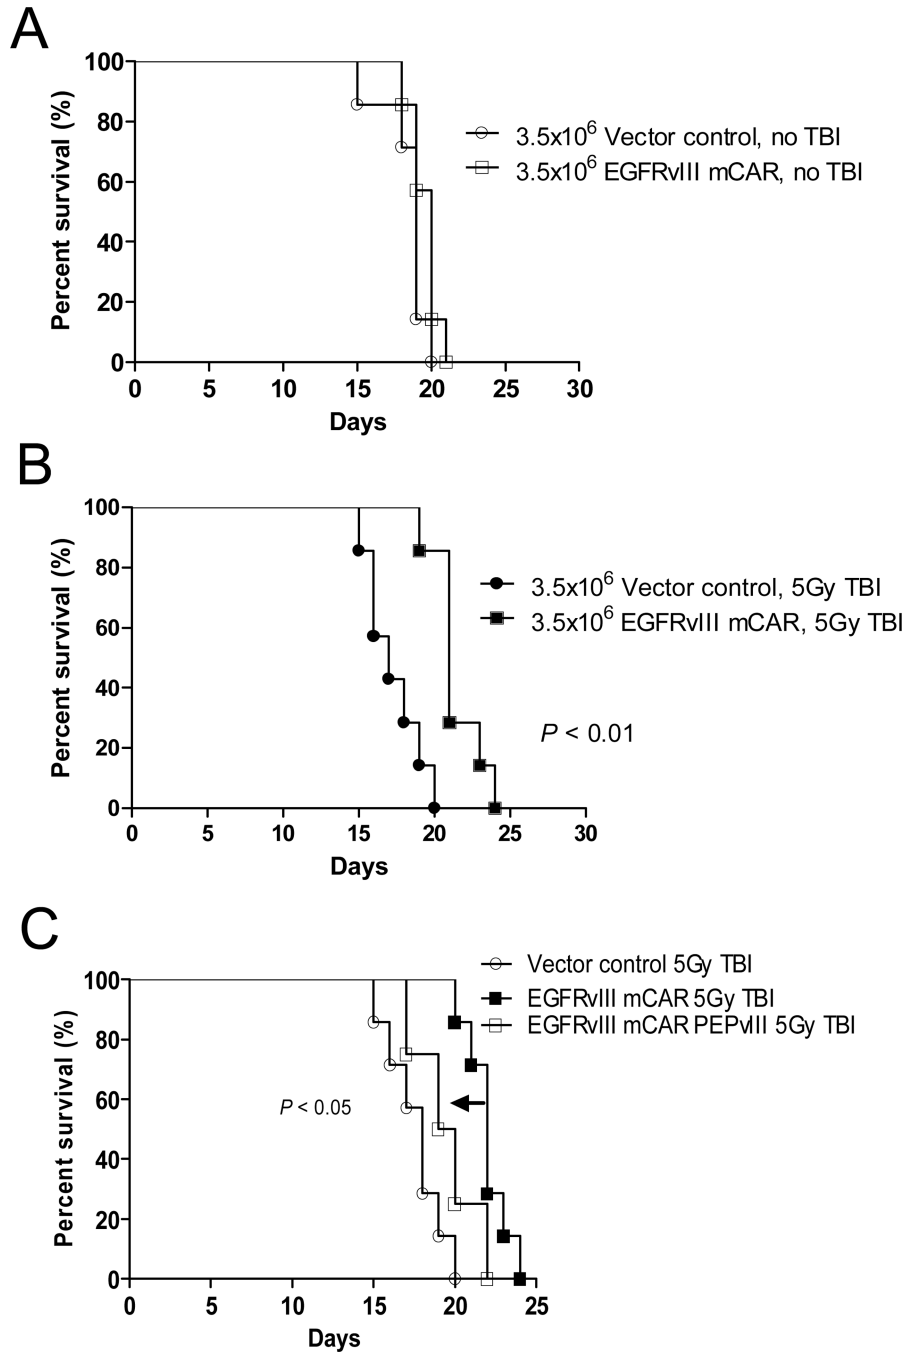 A
100
80
60
40
20
0
Percent survival (%)
0 5 10 15 20 25 30
Days
3.5x10⁶ Vector control, no TBI
3.5x10⁶ EGFRvIII mCAR, no TBI
B
100
80
60
40
20
0
Percent survival (%)
0 5 10 15 20 25 30
Days
3.5x10⁶ Vector control, 5Gy TBI
3.5x10⁶ EGFRvIII mCAR, 5Gy TBI
P < 0.01
C
Vector control 5Gy TBI
EGFRvIII mCAR 5Gy TBI
EGFRvIII mCAR PEPvIII 5Gy TBI
100
80
60
40
20
0
Percent survival (%)
P < 0.05
0 5 10 15 20 25
Days